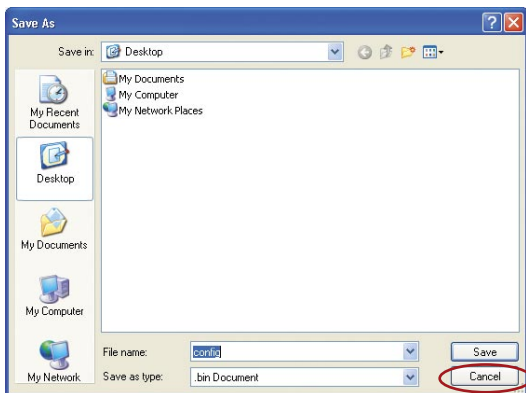 Save As
Save in:
Desktop
My Recent
Documents
Desktop
My Documents
My Computer
My Network
My Documents
My Computer
My Network Places
File name:
config
Save
Save as type:
.bin Document
Cancel